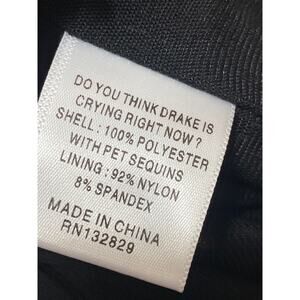 DO YOU THINK DRAKE IS
CRYING RIGHT NOW ?
SHELL : 100% POLYESTER
WITH PET SEQUINS
LINING : 92% NYLON
8% SPANDEX
MADE IN CHINA
RN132829